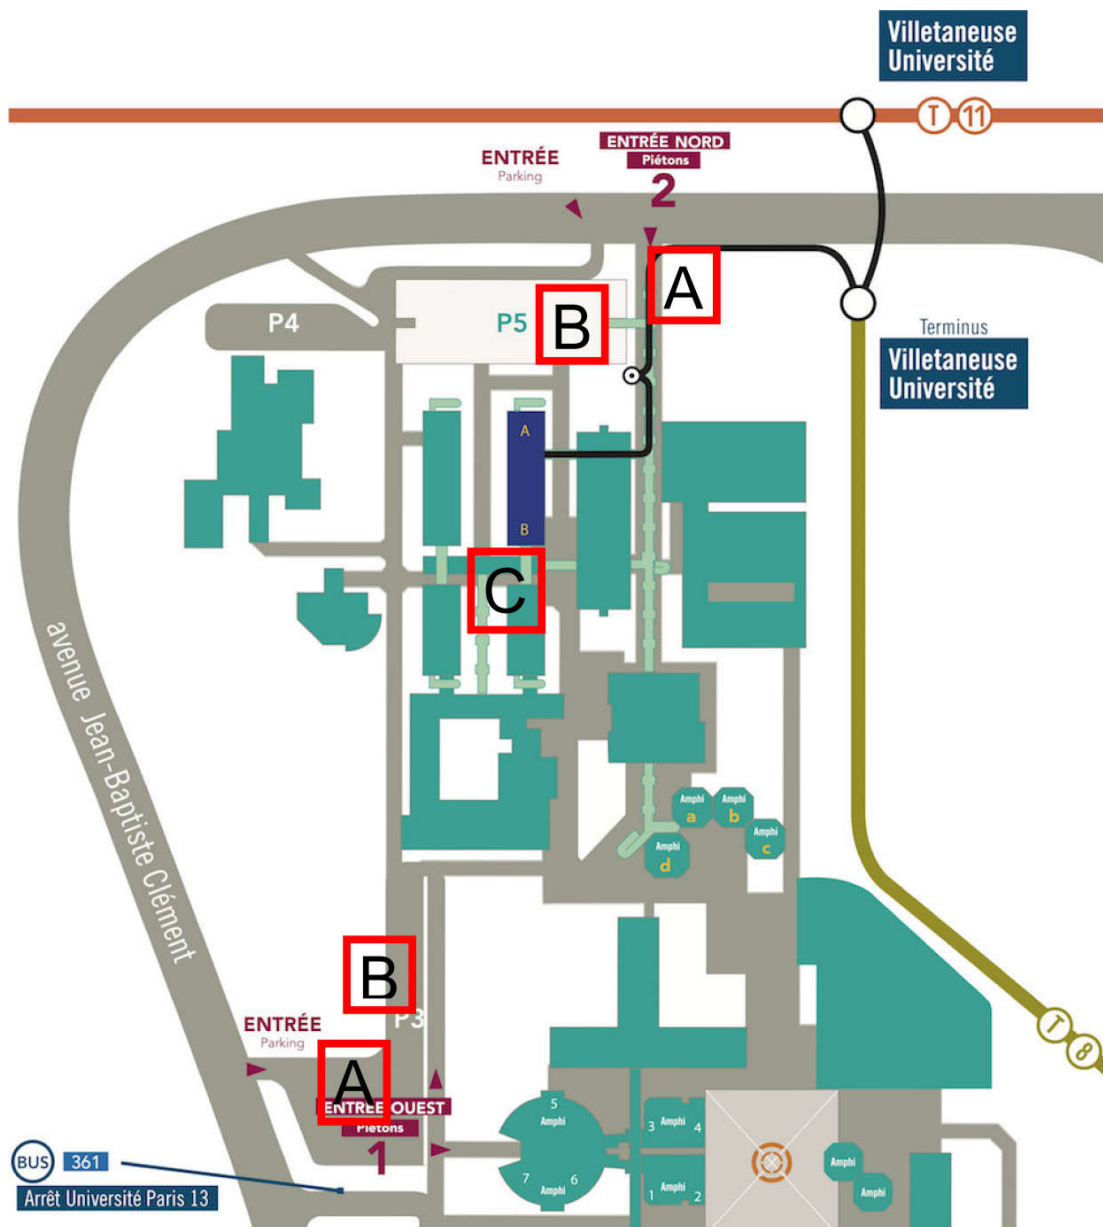 Villetaneuse
Université
T 11
ENTRÉE NORD
Piétons
2
ENTRÉE
Parking
A
B
P4
P5
Terminus
Villetaneuse
Université
A
B
C
avenue Jean-Baptiste Clément
Amphi
a
Amphi
b
Amphi
c
Amphi
d
B
P3
ENTRÉE
Parking
A
ENTRÉE OUEST
Piétons
1
T 8
5
Amphi
7
6
Amphi
3 Amphi 4
1 Amphi 2
Amphi
Amphi
BUS 361
Arrêt Université Paris 13